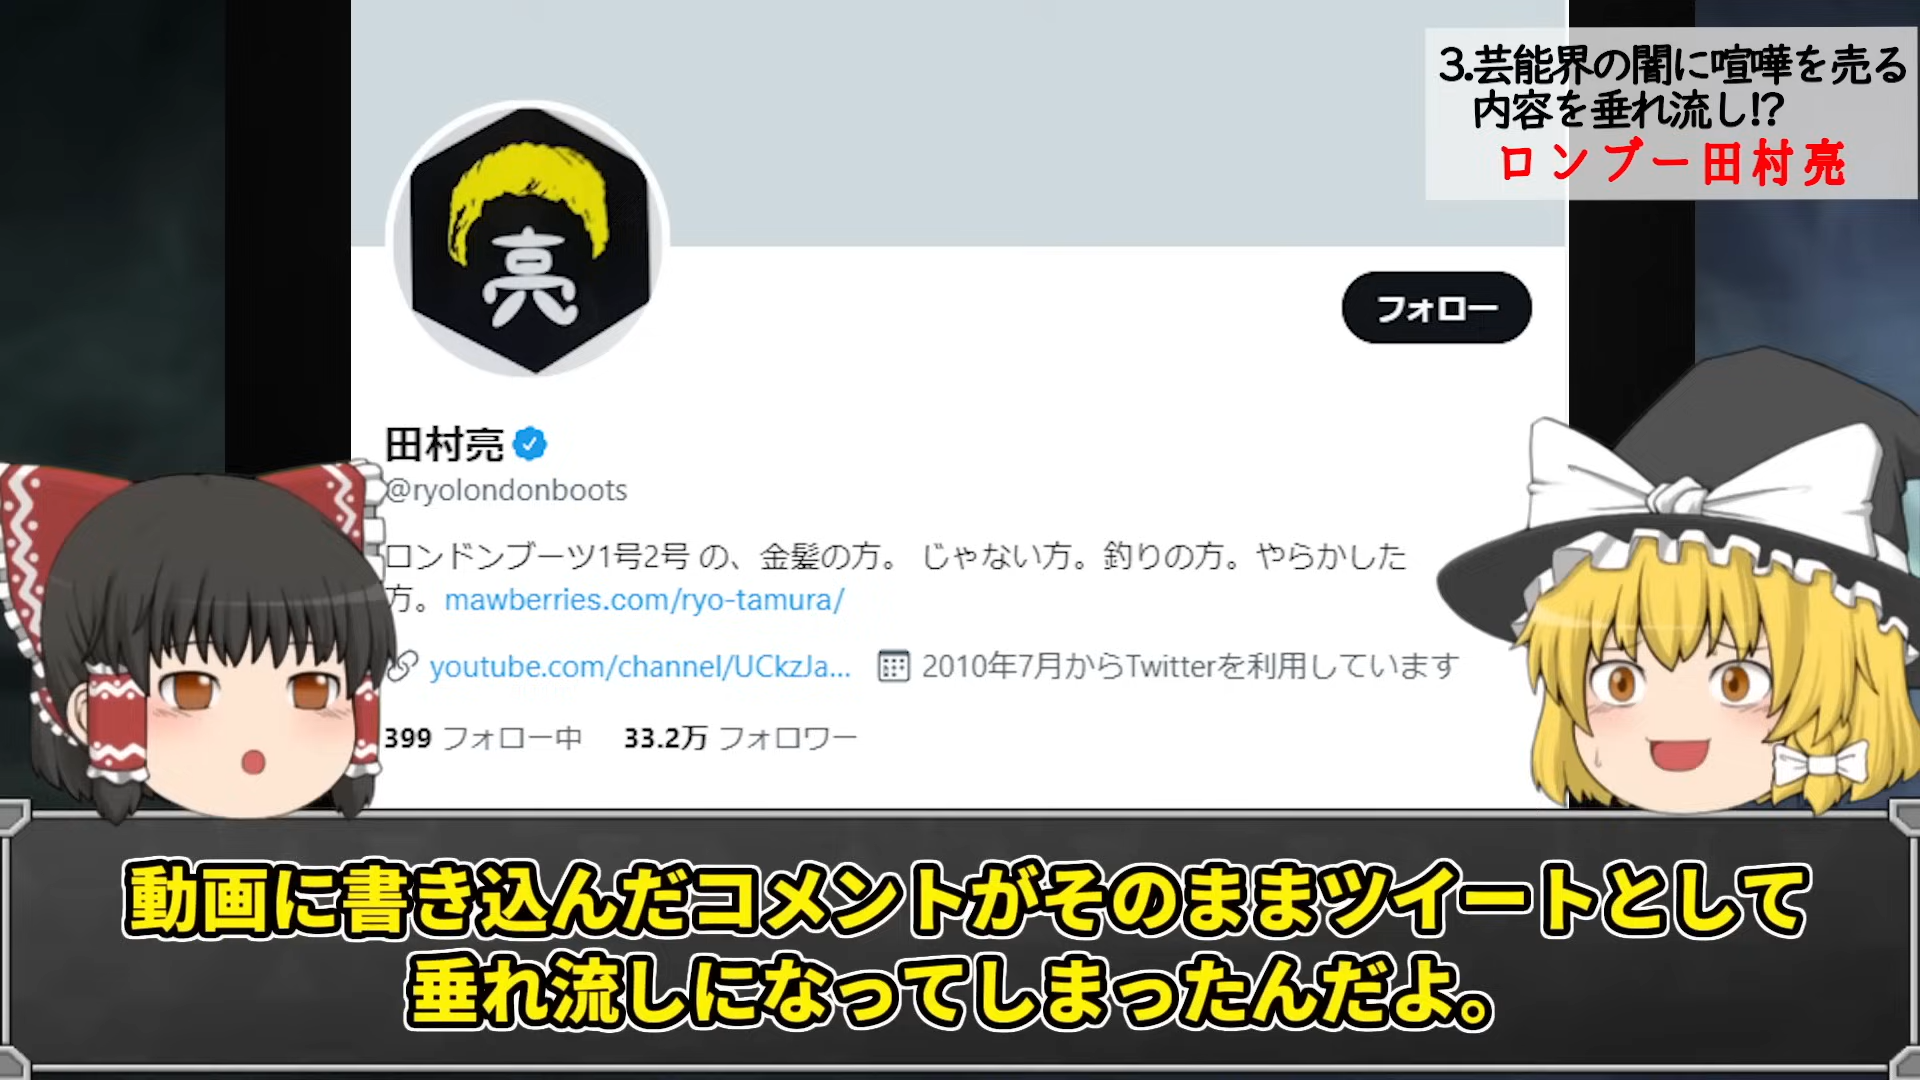 3.芸能界の闇に喧嘩を売る
内容を垂れ流し!?
ロンブー田村亮
亮
フォロー
田村亮
@ryolondonboots
ロンドンブーツ1号2号 の、金髪の方。 じゃない方。釣りの方。やらかした
方。mawberries.com/ryo-tamura/
youtube.com/channel/UCkzJa... 2010年7月からTwitterを利用しています
399 フォロー中 33.2万 フォロワー
動画に書き込んだコメントがそのままツイートとして
垂れ流しになってしまったんだよ。